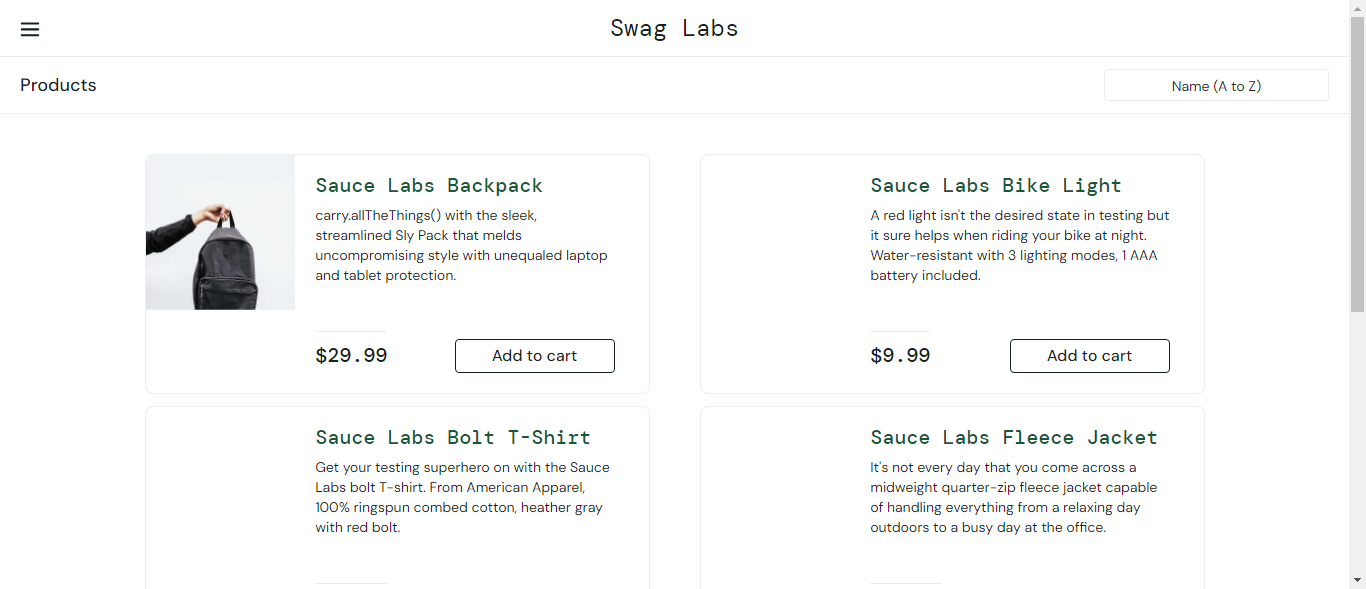 Swag Labs
Products
Name (A to Z)
Sauce Labs Backpack
carry.allTheThings() with the sleek,
streamlined Sly Pack that melds
uncompromising style with unequaled laptop
and tablet protection.
$29.99
Add to cart
Sauce Labs Bike Light
A red light isn't the desired state in testing but
it sure helps when riding your bike at night.
Water-resistant with 3 lighting modes, 1 AAA
battery included.
$9.99
Add to cart
Sauce Labs Bolt T-Shirt
Get your testing superhero on with the Sauce
Labs bolt T-shirt. From American Apparel,
100% ringspun combed cotton, heather gray
with red bolt.
Sauce Labs Fleece Jacket
It's not every day that you come across a
midweight quarter-zip fleece jacket capable
of handling everything from a relaxing day
outdoors to a busy day at the office.